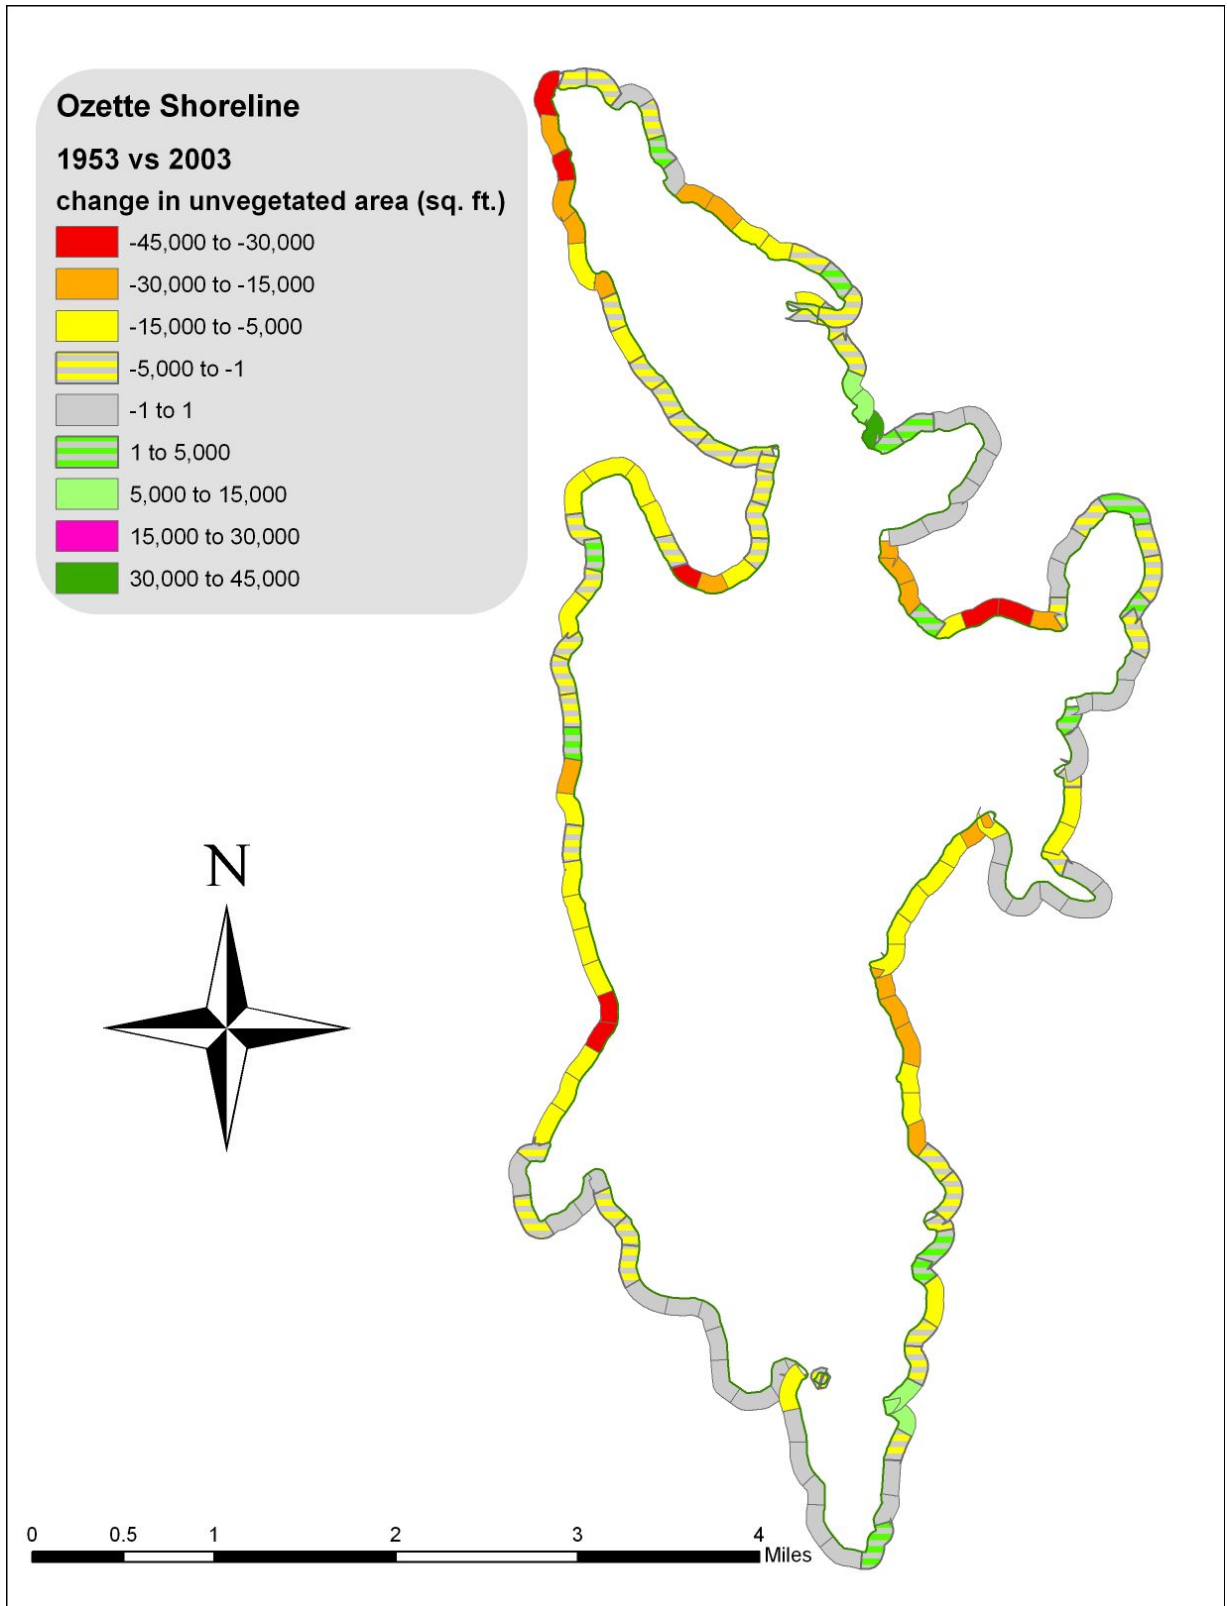 Ozette Shoreline
1953 vs 2003
change in unvegetated area (sq. ft.)
-45,000 to -30,000
-30,000 to -15,000
-15,000 to -5,000
-5,000 to -1
-1 to 1
1 to 5,000
5,000 to 15,000
15,000 to 30,000
30,000 to 45,000
N
0 0.5 1 2 3 4
Miles